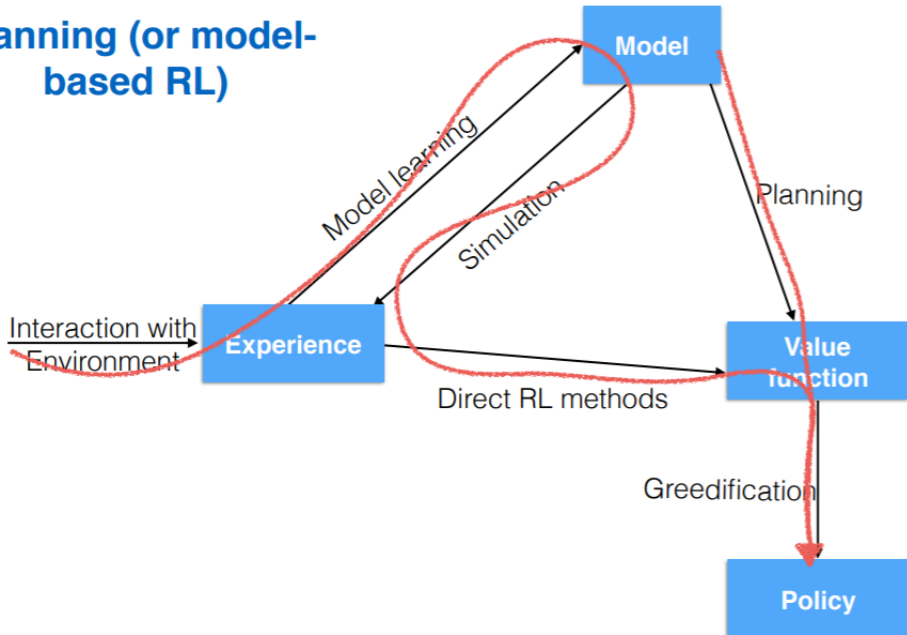 anning (or model-
based RL)
Model
Model learning
Simulation
Planning
Interaction with
Environment
Experience
Value
function
Direct RL methods
Greedification
Policy